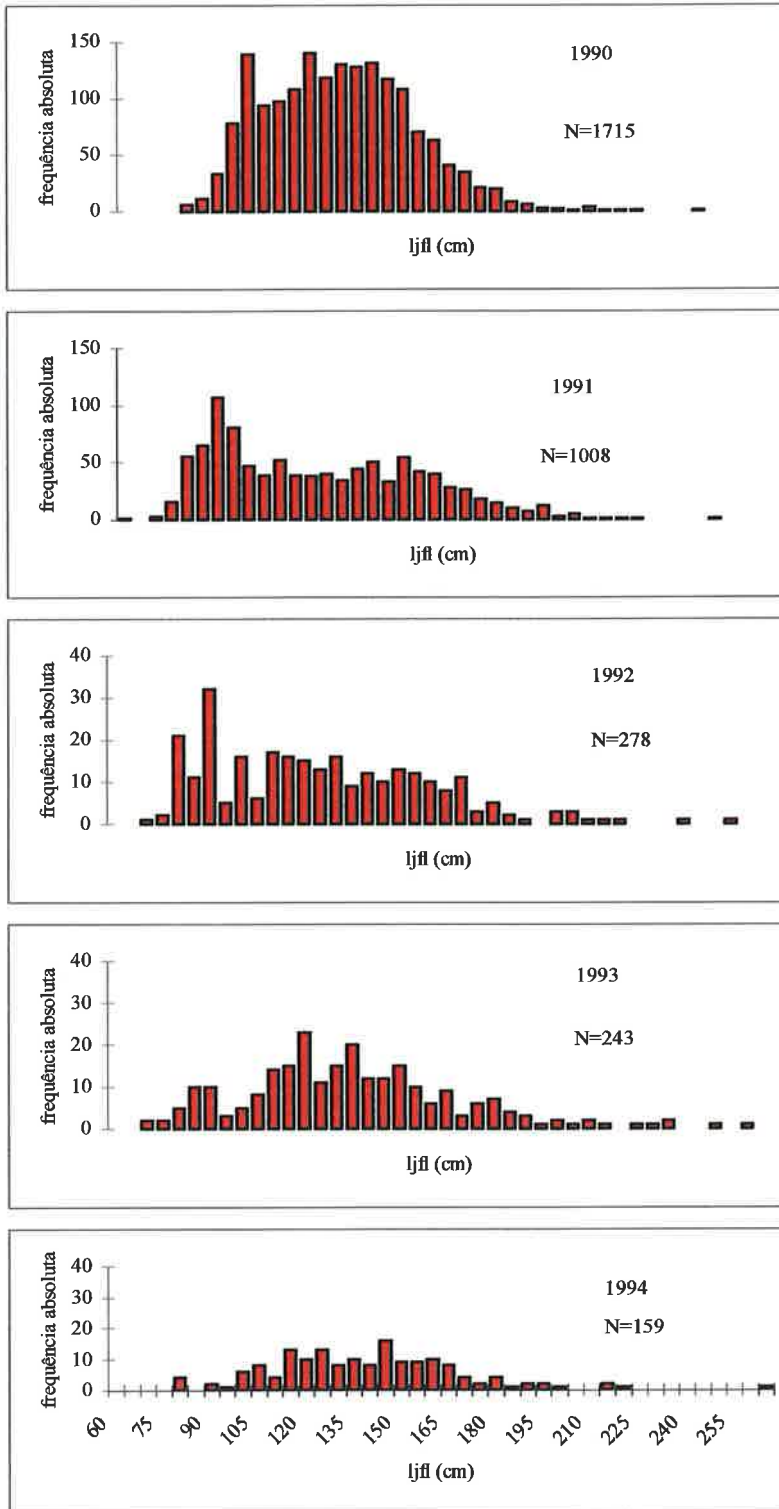 150
1990
100
N=1715
50
0
frequência absoluta
ljfl (cm)
150
1991
100
N=1008
50
0
frequência absoluta
ljfl (cm)
40
1992
30
N=278
20
10
0
frequência absoluta
ljfl (cm)
40
1993
30
N=243
20
10
0
frequência absoluta
ljfl (cm)
40
1994
30
N=159
20
10
0
frequência absoluta
60 75 90 105 120 135 150 165 180 195 210 225 240 255
ljfl (cm)